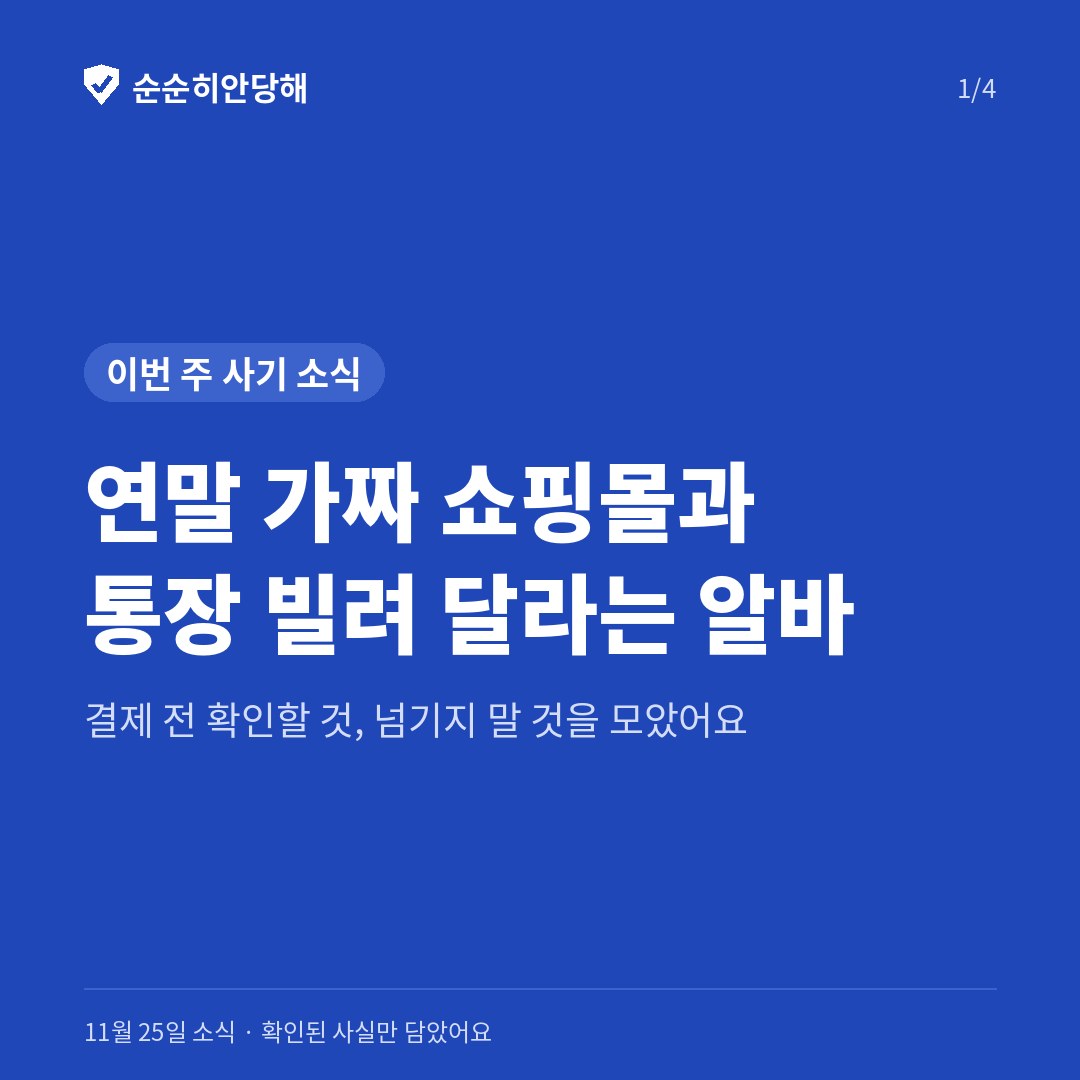 순순히안당해
1/4
이번 주 사기 소식
연말 가짜 쇼핑몰과
통장 빌려 달라는 알바
결제 전 확인할 것, 넘기지 말 것을 모았어요
11월 25일 소식 · 확인된 사실만 담았어요